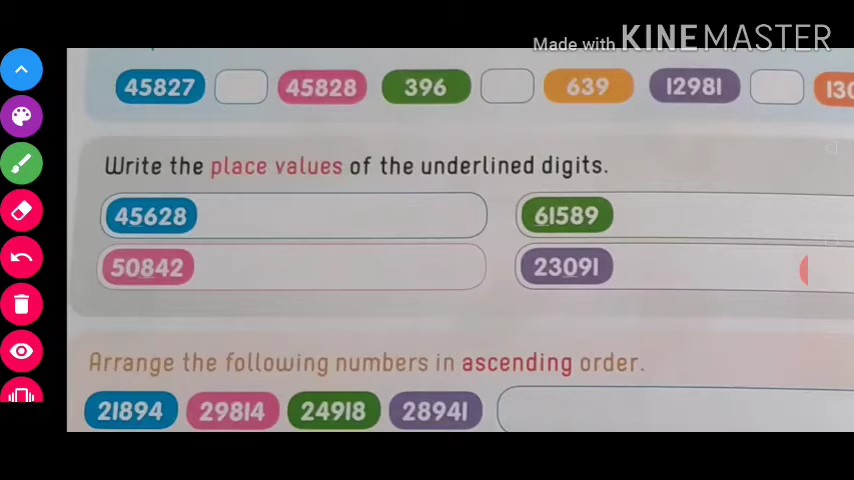 Made with KINEMASTER
45827 45828 396 639 12981
Write the place values of the underlined digits.
45628 61589
50842 23091
Arrange the following numbers in ascending order.
21894 29814 24918 28941